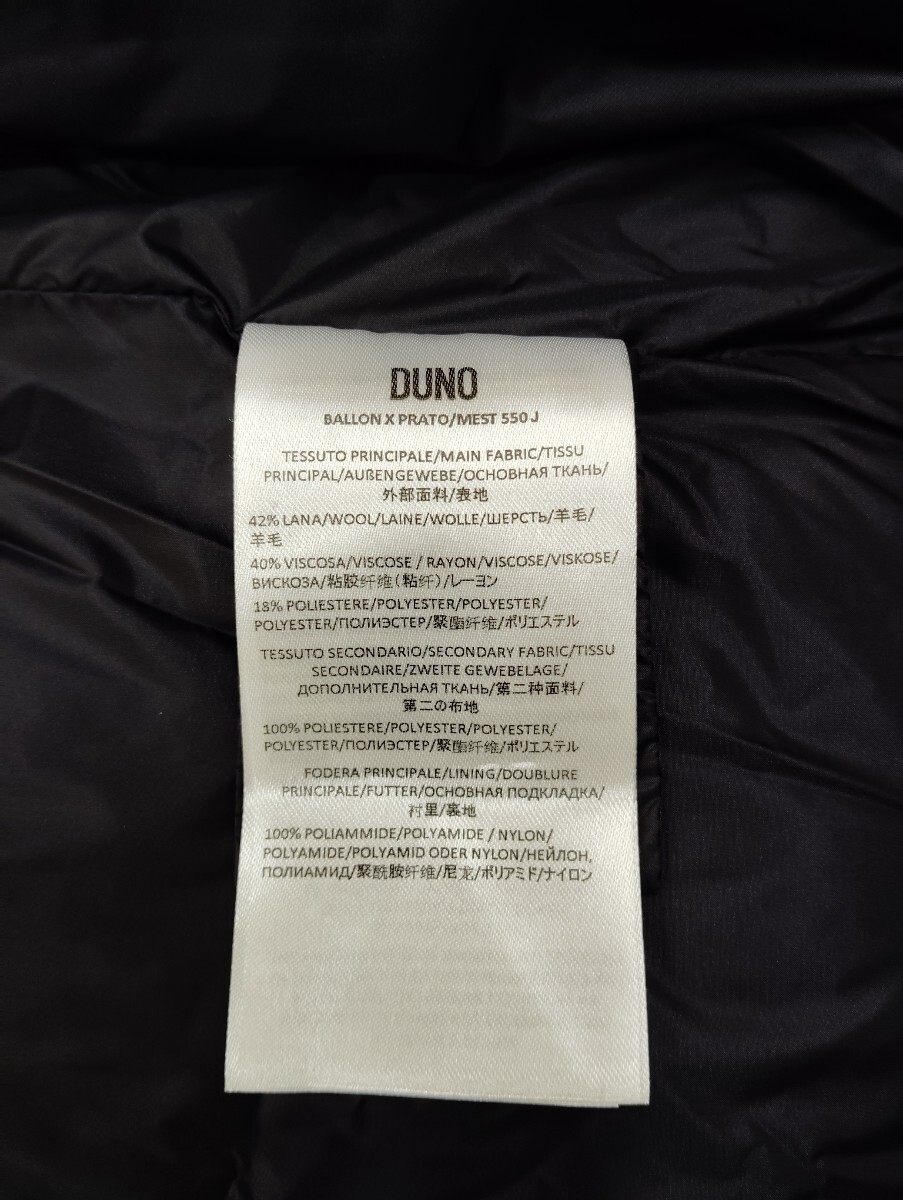 DUNO
BALLON X PRATO/MEST 550 J
TESSUTO PRINCIPALE/MAIN FABRIC/TISSU
PRINCIPAL/AUßENGEWEBE/ОСНОВНАЯ ТКАНЬ/
外部面料/表地
42% LANA/WOOL/LAINE/WOLLE/ШЕРСТЬ/羊毛/
羊毛
40% VISCOSA/VISCOSE / RAYON/VISCOSE/VISKOSE/
ВИСКОЗА/粘胶纤维(粘纤)/レーヨン
18% POLIESTERE/POLYESTER/POLYESTER/
POLYESTER/ПОЛИЭСТЕР/聚酯纤维/ポリエステル
TESSUTO SECONDARIO/SECONDARY FABRIC/TISSU
SECONDAIRE/ZWEITE GEWEBELAGE/
ДОПОЛНИТЕЛЬНАЯ ТКАНЬ/第二种面料/
第二の布地
100% POLIESTERE/POLYESTER/POLYESTER/
POLYESTER/ПОЛИЭСТЕР/聚酯纤维/ポリエステル
FODERA PRINCIPALE/LINING/DOUBLURE
PRINCIPALE/FUTTER/ОСНОВНАЯ ПОДКЛАДКА/
衬里/裏地
100% POLIAMMIDE/POLYAMIDE / NYLON/
POLYAMIDE/POLYAMID ODER NYLON/НЕЙЛОН,
ПОЛИАМИД/聚酰胺纤维/尼龙/ポリアミド/ナイロン